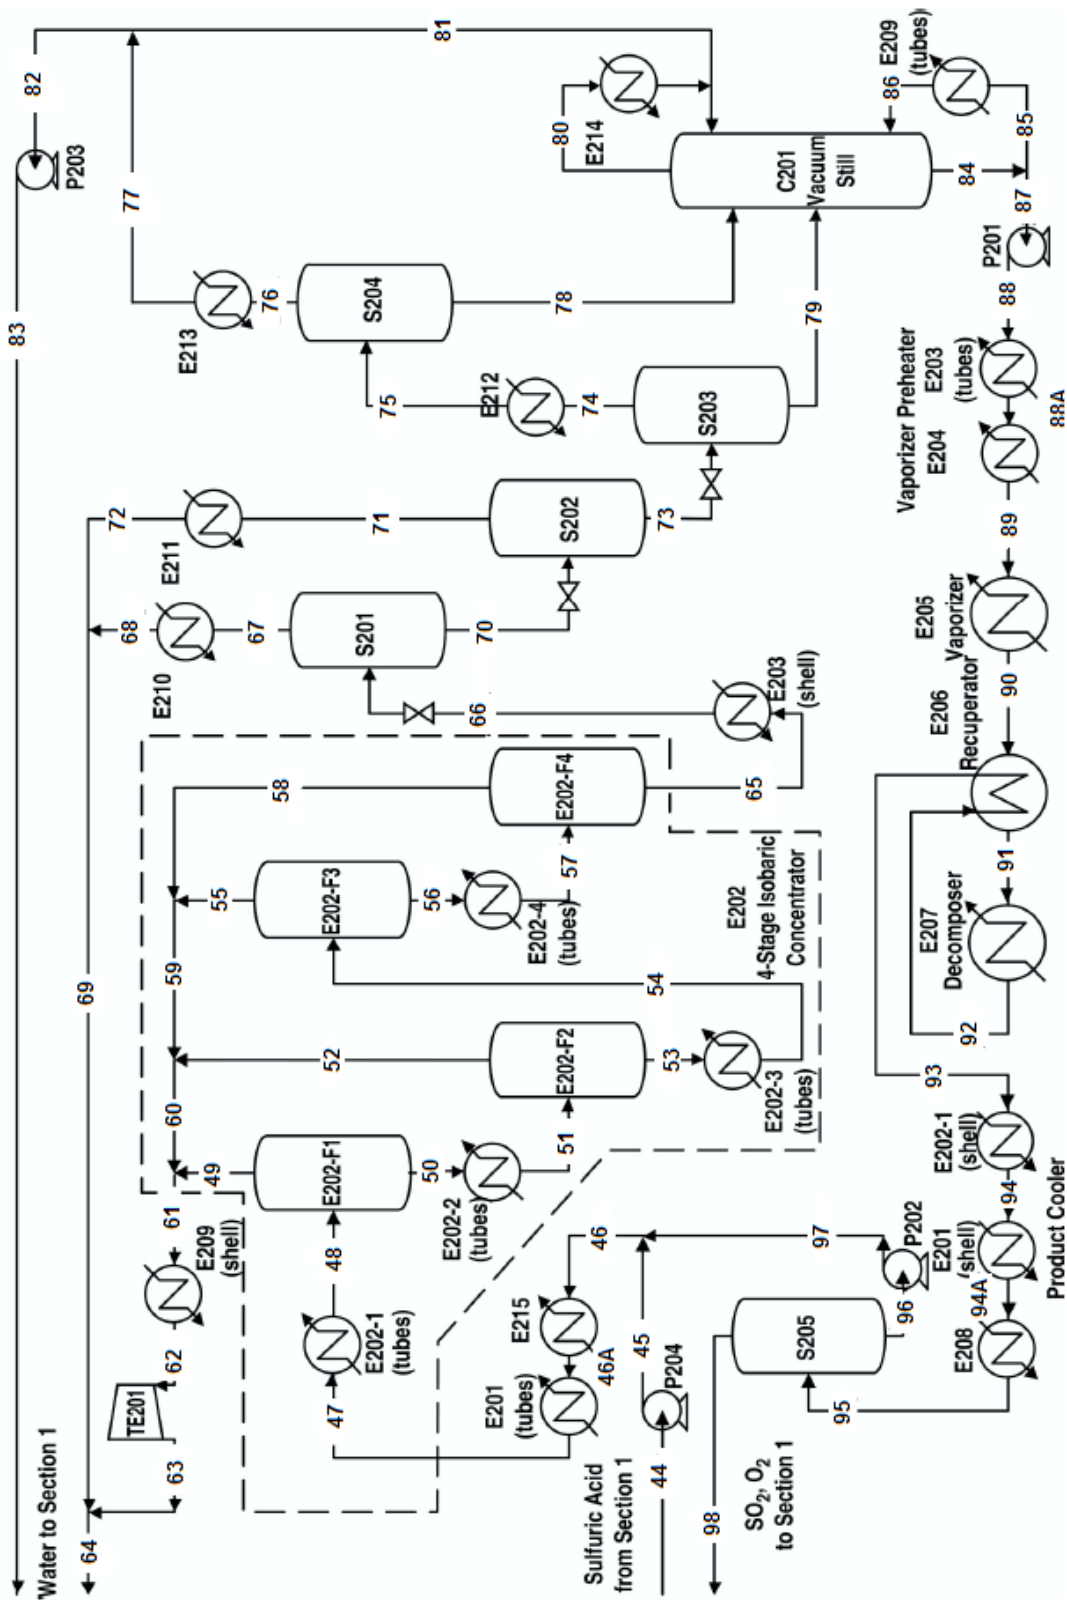 Water to Section 1
83
P203
82
81
77
E213
76
S204
78
75
E212
74
S203
79
80
E214
C201
Vacuum
Still
E209
(tubes)
86
85
84
87
P201
88
Vaporizer Preheater
E203
(tubes)
88A
E204
89
E205
Vaporizer
90
E206
Recuperator
91
E207
Decomposer
92
93
E202-1
(shell)
94
E201
(shell)
Product Cooler
94A
E208
95
S205
96
P202
97
98
SO2, O2
to Section 1
Sulfuric Acid
from Section 1
44
P204
45
46
E215
46A
E201
(tubes)
47
E202-1
(tubes)
48
E202-F1
49
50
E202-2
(tubes)
51
E202-F2
52
53
E202-3
(tubes)
54
E202-F3
55
56
E202-4
(tubes)
57
E202-F4
58
59
60
61
E209
(shell)
62
TE201
63
64
E202
4-Stage Isobaric
Concentrator
65
E203
(shell)
66
S201
67
E210
68
69
70
S202
71
E211
72
73